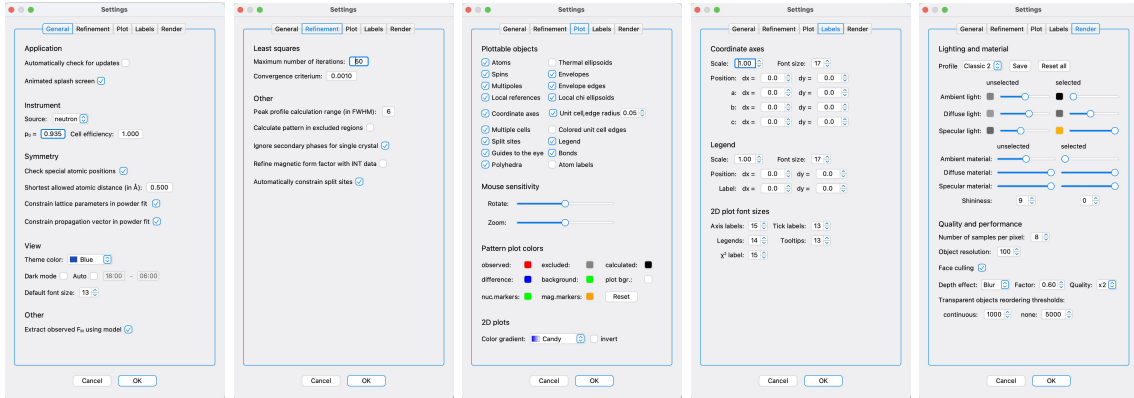 Settings
General Refinement Plot Labels Render
Application
Automatically check for updates
Animated splash screen
Instrument
Source: neutron
p₀ = 0.935 Cell efficiency: 1.000
Symmetry
Check special atomic positions
Shortest allowed atomic distance (in Å): 0.500
Constrain lattice parameters in powder fit
Constrain propagation vector in powder fit
View
Theme color: Blue
Dark mode Auto 18:00 - 06:00
Default font size: 13
Other
Extract observed Fₘ using model
Cancel OK
Settings
General Refinement Plot Labels Render
Least squares
Maximum number of iterations: 50
Convergence criterium: 0.0010
Other
Peak profile calculation range (in FWHM): 6
Calculate pattern in excluded regions
Ignore secondary phases for single crystal
Refine magnetic form factor with INT data
Automatically constrain split sites
Cancel OK
Settings
General Refinement Plot Labels Render
Plottable objects
Atoms Thermal ellipsoids
Spins Envelopes
Multipoles Envelope edges
Local references Local chi ellipsoids
Coordinate axes Unit cell,edge radius 0.05
Multiple cells Colored unit cell edges
Split sites Legend
Guides to the eye Bonds
Polyhedra Atom labels
Mouse sensitivity
Rotate:
Zoom:
Pattern plot colors
observed: excluded: calculated:
difference: background: plot bgr.:
nuc.markers: mag.markers: Reset
2D plots
Color gradient: Candy invert
Cancel OK
Settings
General Refinement Plot Labels Render
Coordinate axes
Scale: 1.00 Font size: 17
Position: dx = 0.0 dy = 0.0
a: dx = 0.0 dy = 0.0
b: dx = 0.0 dy = 0.0
c: dx = 0.0 dy = 0.0
Legend
Scale: 1.00 Font size: 17
Position: dx = 0.0 dy = 0.0
Label: dx = 0.0 dy = 0.0
2D plot font sizes
Axis labels: 15 Tick labels: 13
Legends: 14 Tooltips: 13
χ² label: 15
Cancel OK
Settings
General Refinement Plot Labels Render
Lighting and material
Profile Classic 2 Save Reset all
unselected selected
Ambient light:
Diffuse light:
Specular light:
unselected selected
Ambient material:
Diffuse material:
Specular material:
Shininess: 9 0
Quality and performance
Number of samples per pixel: 8
Object resolution: 100
Face culling
Depth effect: Blur Factor: 0.60 Quality: x2
Transparent objects reordering thresholds:
continuous: 1000 none: 5000
Cancel OK